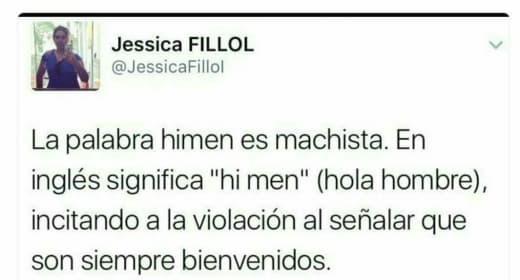 Jessica FILLOL
@JessicaFillol
La palabra himen es machista. En
inglés significa "hi men" (hola hombre),
incitando a la violación al señalar que
son siempre bienvenidos.